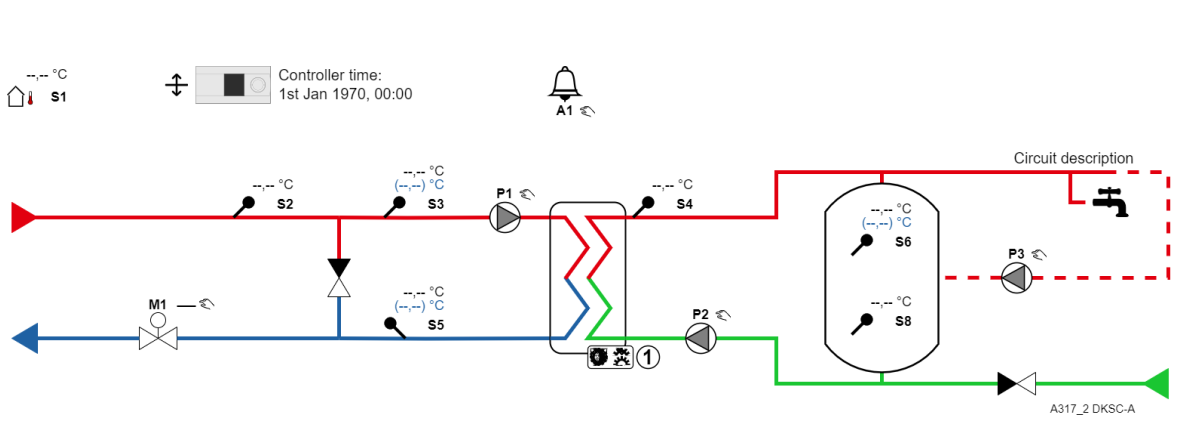 --,-- °C
S1
Controller time:
1st Jan 1970, 00:00
A1
Circuit description
--,-- °C
S2
--,-- °C
(--,--) °C
S3
P1
--,-- °C
S4
--,-- °C
(--,--) °C
S6
P3
M1
--,-- °C
(--,--) °C
S5
P2
--,-- °C
S8
1
A317_2 DKSC-A